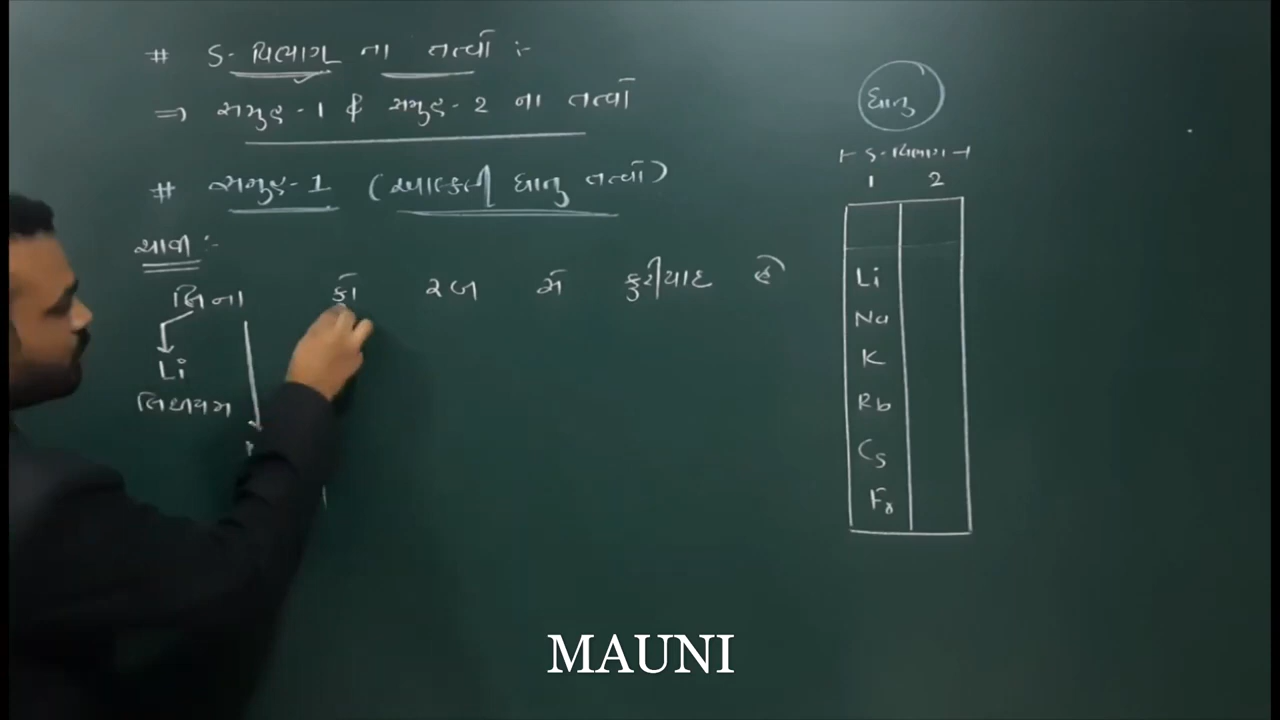 # S- વિભાગ ના તત્વો :-
⇒ સમુહ - 1 & સમુહ - 2 ના તત્વો
# સમુહ - 1 (આલ્કલી ધાતુ તત્વો)
ચાવી :-
લિના કા રબ સે ફરીયાદ હે
Li
લિથીયમ
ધાતુ
S- વિભાગ
1 2
Li
Na
K
Rb
Cs
Fr
MAUNI